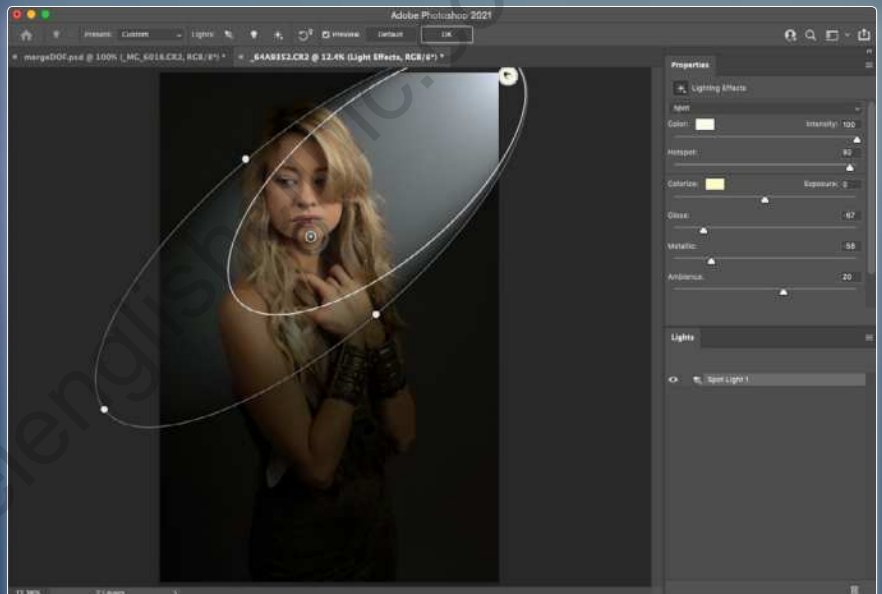 Adobe Photoshop 2021
Presets: Custom Lights: Preview Default OK
mergeDOF.psd @ 100% (_MG_6016.CR2, RGB/8*) * _64A9352.CR2 @ 12.4% (Light Effects, RGB/8*) *
Properties
Lighting Effects
Spot
Color: Intensity: 100
Hotspot: 92
Colorize: Exposure: 0
Gloss: -67
Metallic: -58
Ambience: 20
Lights
Spot Light 1